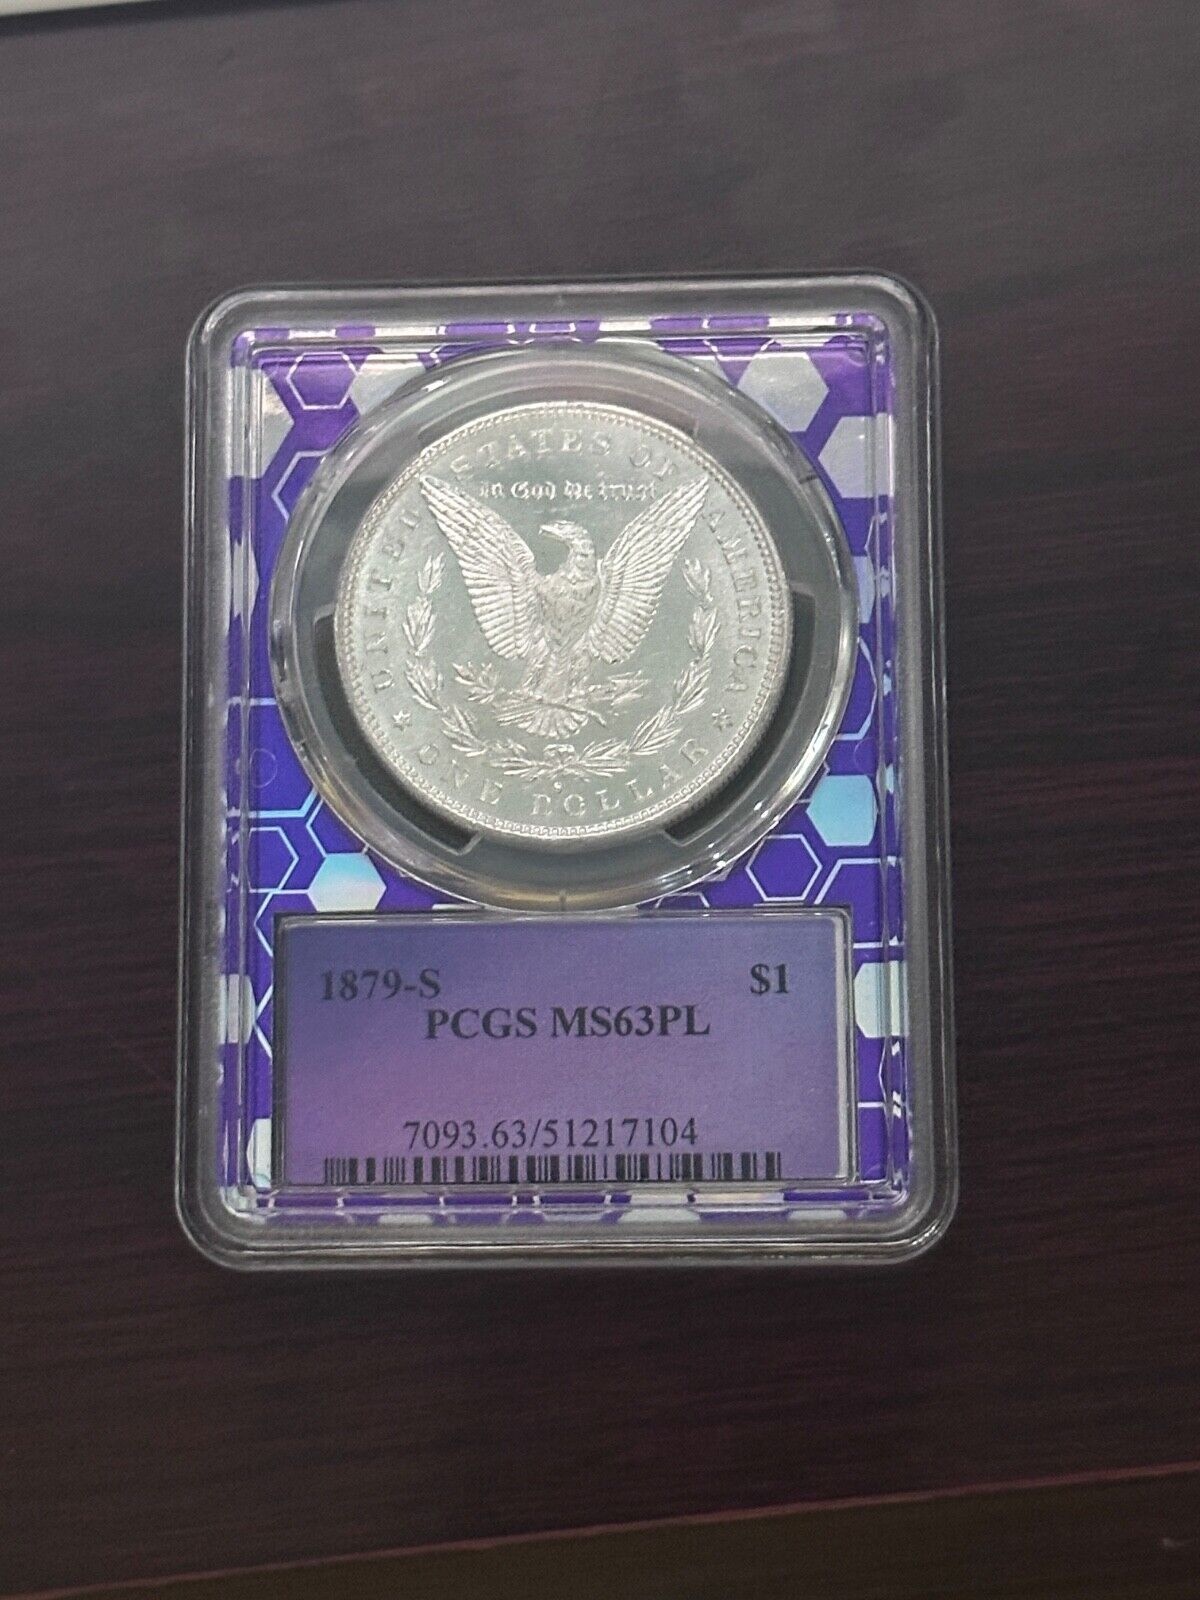 UNITED STATES OF AMERICA
In God We trust
ONE DOLLAR
S
1879-S $1
PCGS MS63PL
7093.63/51217104